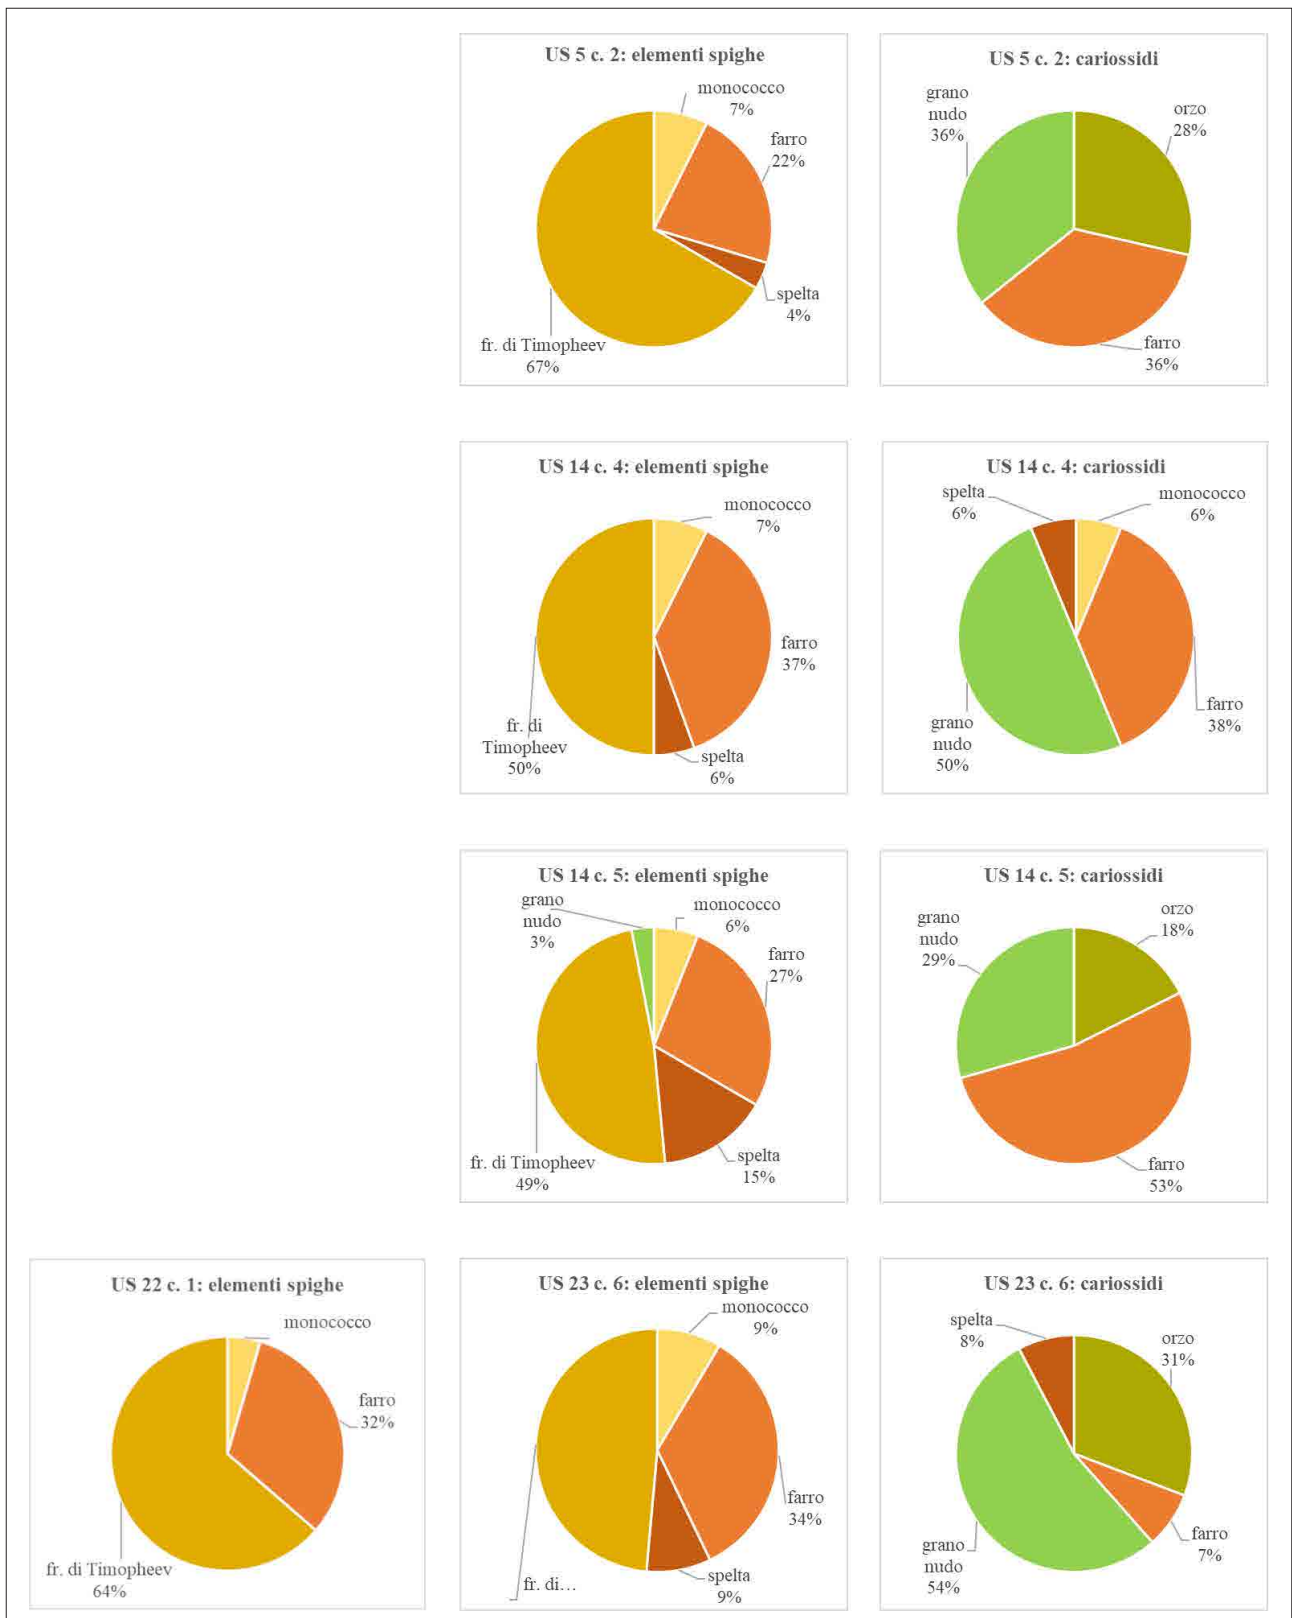 US 5 c. 2: elementi spighe
monococco
7%
farro
22%
spelta
4%
fr. di Timopheev
67%
US 5 c. 2: cariossidi
grano
nudo
36%
orzo
28%
farro
36%
US 14 c. 4: elementi spighe
monococco
7%
farro
37%
fr. di
Timopheev
50%
spelta
6%
US 14 c. 4: cariossidi
spelta
6%
monococco
6%
farro
38%
grano
nudo
50%
US 14 c. 5: elementi spighe
grano
nudo
3%
monococco
6%
farro
27%
fr. di Timopheev
49%
spelta
15%
US 14 c. 5: cariossidi
grano
nudo
29%
orzo
18%
farro
53%
US 22 c. 1: elementi spighe
monococco
farro
32%
fr. di Timopheev
64%
US 23 c. 6: elementi spighe
monococco
9%
farro
34%
fr. di…
spelta
9%
US 23 c. 6: cariossidi
spelta
8%
orzo
31%
farro
7%
grano
nudo
54%